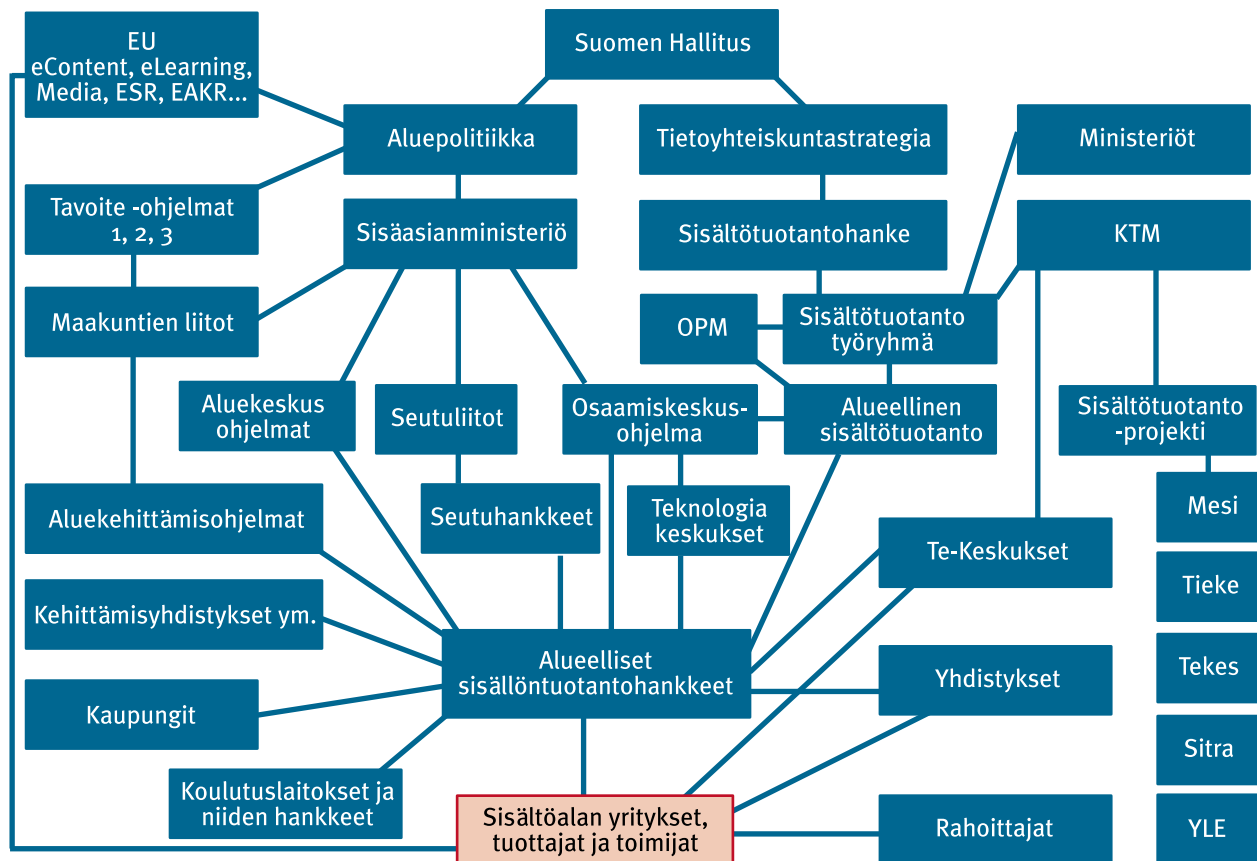 EU
eContent, eLearning,
Media, ESR, EAKR...
Suomen Hallitus
Aluepolitiikka
Tietoyhteiskuntastrategia
Ministeriöt
Tavoite -ohjelmat
1, 2, 3
Sisäasianministeriö
Sisältötuotantohanke
KTM
Maakuntien liitot
OPM
Sisältötuotanto
työryhmä
Aluekeskus
ohjelmat
Seutuliitot
Osaamiskeskus-
ohjelma
Alueellinen
sisältötuotanto
Sisältötuotanto
-projekti
Aluekehittämisohjelmat
Seutuhankkeet
Teknologia
keskukset
Te-Keskukset
Mesi
Tieke
Kehittämisyhdistykset ym.
Alueelliset
sisällöntuotantohankkeet
Yhdistykset
Tekes
Kaupungit
Sitra
Koulutuslaitokset ja
niiden hankkeet
Sisältöalan yritykset,
tuottajat ja toimijat
Rahoittajat
YLE